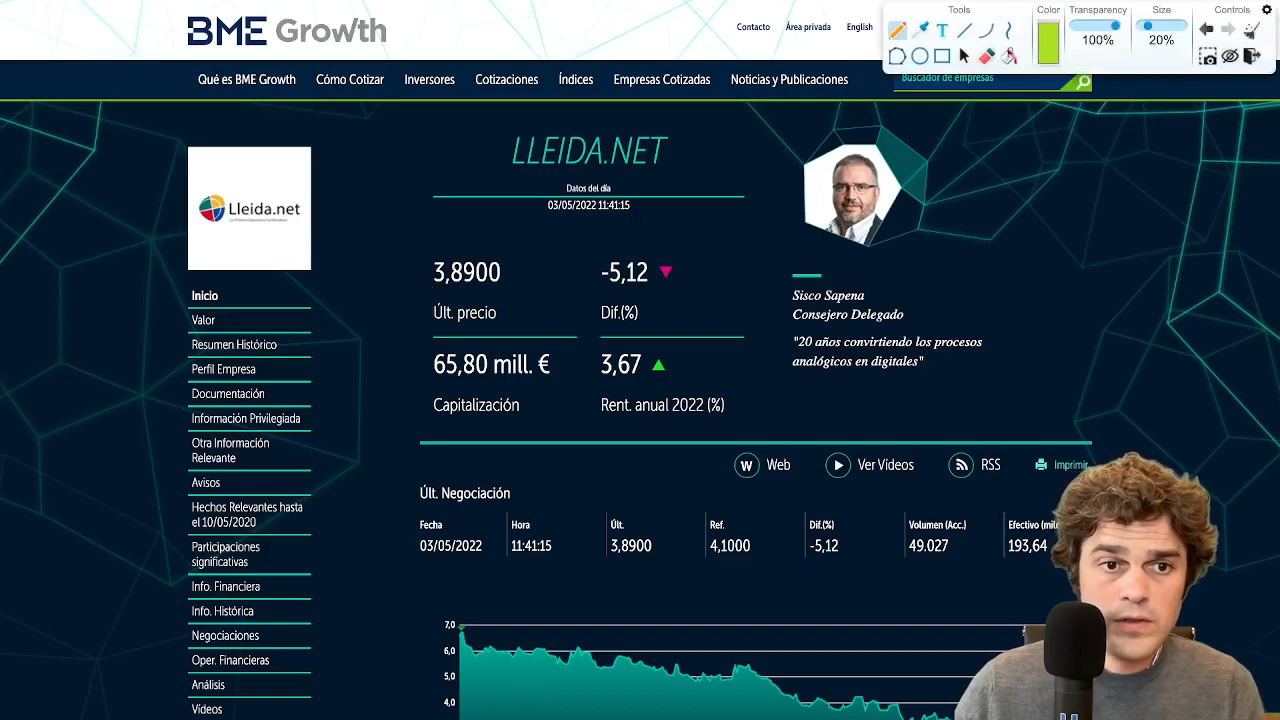 BME Growth
Contacto
Área privada
English
Tools
Color
Transparency
100%
Size
20%
Controls
Qué es BME Growth
Cómo Cotizar
Inversores
Cotizaciones
Índices
Empresas Cotizadas
Noticias y Publicaciones
Buscador de empresas
Lleida.net
LLEIDA.NET
Datos del día
03/05/2022 11:41:15
3,8900
-5,12
Últ. precio
Dif.(%)
65,80 mill. €
3,67
Capitalización
Rent. anual 2022 (%)
Sisco Sapena
Consejero Delegado
"20 años convirtiendo los procesos
analógicos en digitales"
Inicio
Valor
Resumen Histórico
Perfil Empresa
Documentación
Información Privilegiada
Otra Información
Relevante
Avisos
Hechos Relevantes hasta
el 10/05/2020
Participaciones
significativas
Info. Financiera
Info. Histórica
Negociaciones
Oper. Financieras
Análisis
Vídeos
W Web
Ver Vídeos
RSS
Imprimir
Últ. Negociación
Fecha Hora Últ. Ref. Dif.(%) Volumen (Acc.) Efectivo
03/05/2022 11:41:15 3,8900 4,1000 -5,12 49.027 193,64
7,0
6,0
5,0
4,0